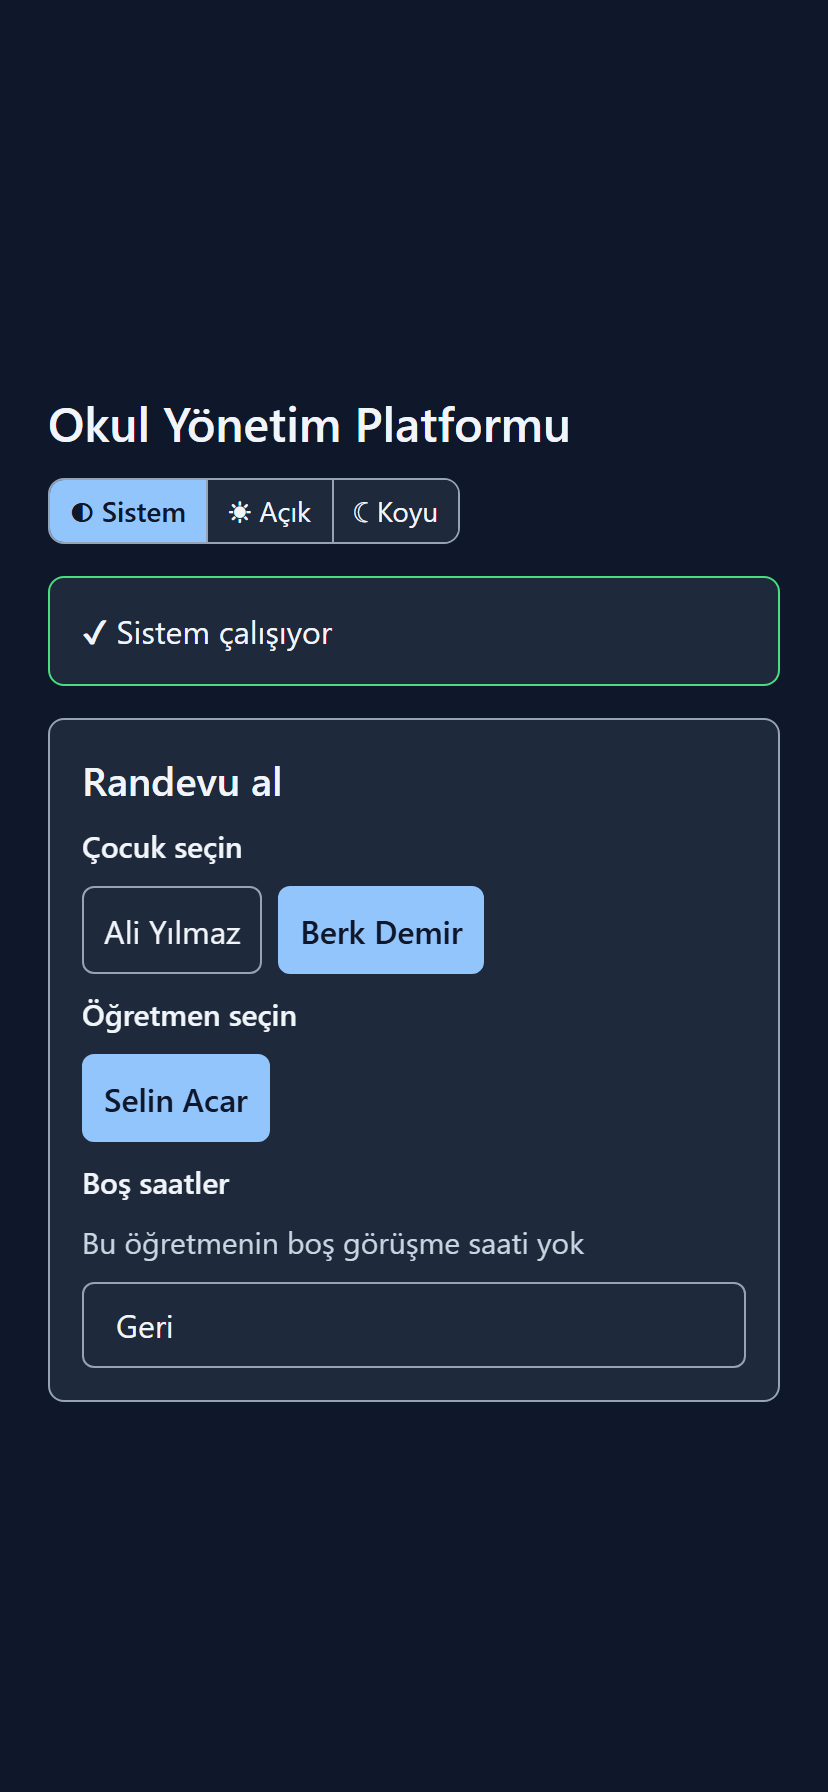 Okul Yönetim Platformu
◐ Sistem ☀ Açık ☾ Koyu
✓ Sistem çalışıyor
Randevu al
Çocuk seçin
Ali Yılmaz Berk Demir
Öğretmen seçin
Selin Acar
Boş saatler
Bu öğretmenin boş görüşme saati yok
Geri